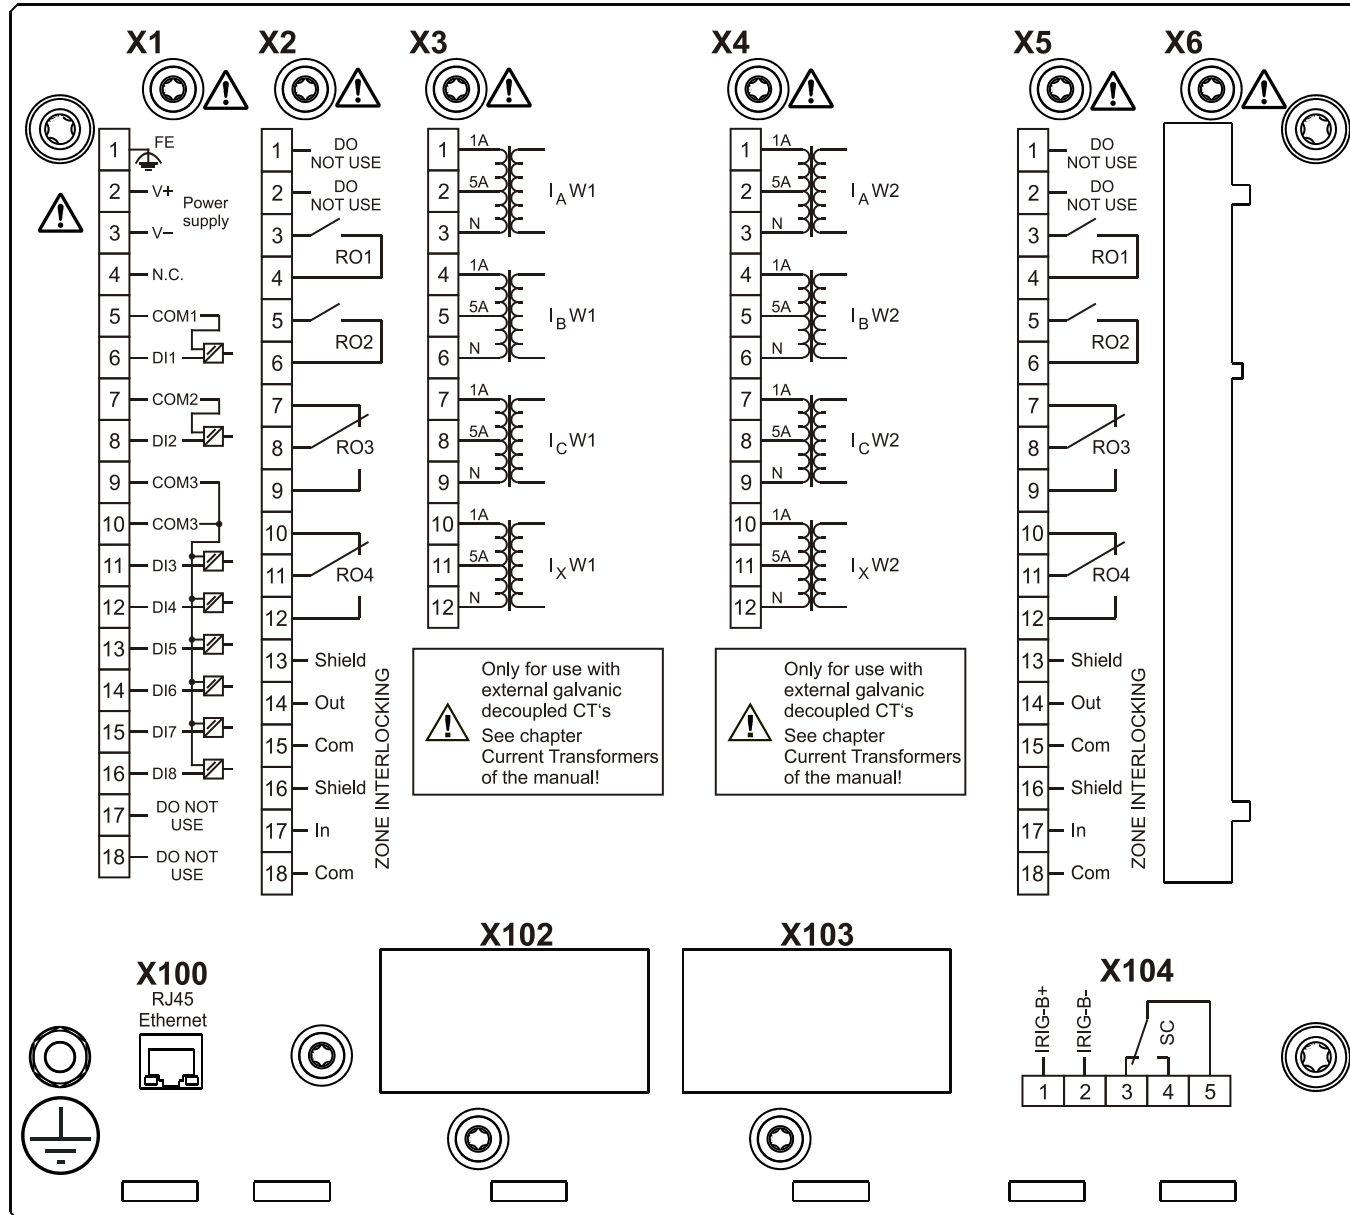 X1
X2
X3
X4
X5
X6
1 FE
2 V+
Power
supply
3 V–
4 N.C.
5 COM1
6 DI1
7 COM2
8 DI2
9 COM3
10 COM3
11 DI3
12 DI4
13 DI5
14 DI6
15 DI7
16 DI8
17 DO NOT
USE
18 DO NOT
USE
1 DO
NOT USE
2 DO
NOT USE
3
RO1
4
5
RO2
6
7
8 RO3
9
10
11 RO4
12
13 Shield
14 Out
15 Com
16 Shield
17 In
18 Com
ZONE INTERLOCKING
1 1A
2 5A IAW1
3 N
4 1A
5 5A IBW1
6 N
7 1A
8 5A ICW1
9 N
10 1A
11 5A IXW1
12 N
Only for use with
external galvanic
decoupled CT‘s
See chapter
Current Transformers
of the manual!
1 1A
2 5A IAW2
3 N
4 1A
5 5A IBW2
6 N
7 1A
8 5A ICW2
9 N
10 1A
11 5A IXW2
12 N
Only for use with
external galvanic
decoupled CT‘s
See chapter
Current Transformers
of the manual!
1 DO
NOT USE
2 DO
NOT USE
3
RO1
4
5
RO2
6
7
8 RO3
9
10
11 RO4
12
13 Shield
14 Out
15 Com
16 Shield
17 In
18 Com
ZONE INTERLOCKING
X100
RJ45
Ethernet
X102
X103
X104
IRIG-B+
IRIG-B-
SC
1 2 3 4 5